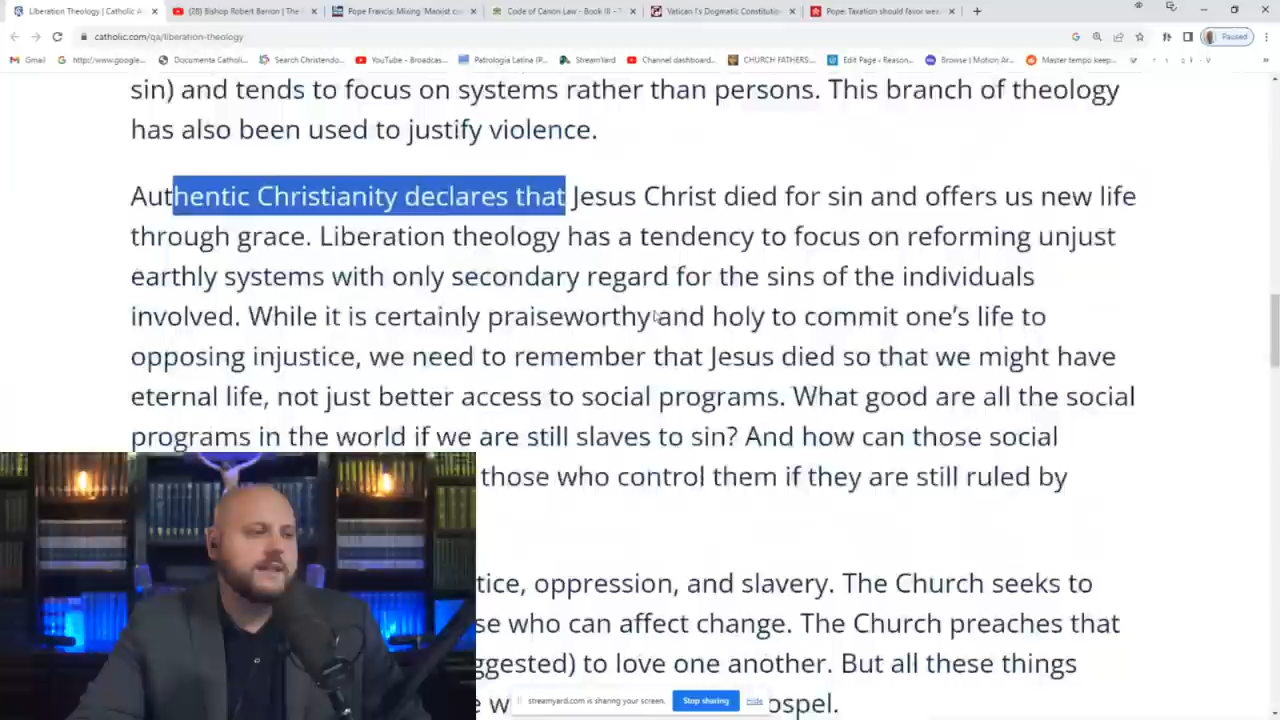 Liberation Theology | Catholic A
(28) Bishop Robert Barron | The
Pope Francis: Mixing 'Marxist co
Code of Canon Law - Book III - T
Vatican I's Dogmatic Constitutio
Pope: Taxation should favor wea
catholic.com/qa/liberation-theology
Paused
Gmail
http://www.google...
Documenta Catholi...
Search Christendo...
YouTube - Broadcas...
Patrologia Latina (P...
StreamYard
Channel dashboard...
CHURCH FATHERS:...
Edit Page - Reason...
Browse | Motion Ar...
Master tempo keep...
sin) and tends to focus on systems rather than persons. This branch of theology
has also been used to justify violence.
Authentic Christianity declares that Jesus Christ died for sin and offers us new life
through grace. Liberation theology has a tendency to focus on reforming unjust
earthly systems with only secondary regard for the sins of the individuals
involved. While it is certainly praiseworthy and holy to commit one's life to
opposing injustice, we need to remember that Jesus died so that we might have
eternal life, not just better access to social programs. What good are all the social
programs in the world if we are still slaves to sin? And how can those social
those who control them if they are still ruled by
tice, oppression, and slavery. The Church seeks to
se who can affect change. The Church preaches that
ggested) to love one another. But all these things
streamyard.com is sharing your screen.
Stop sharing
Hide
ospel.